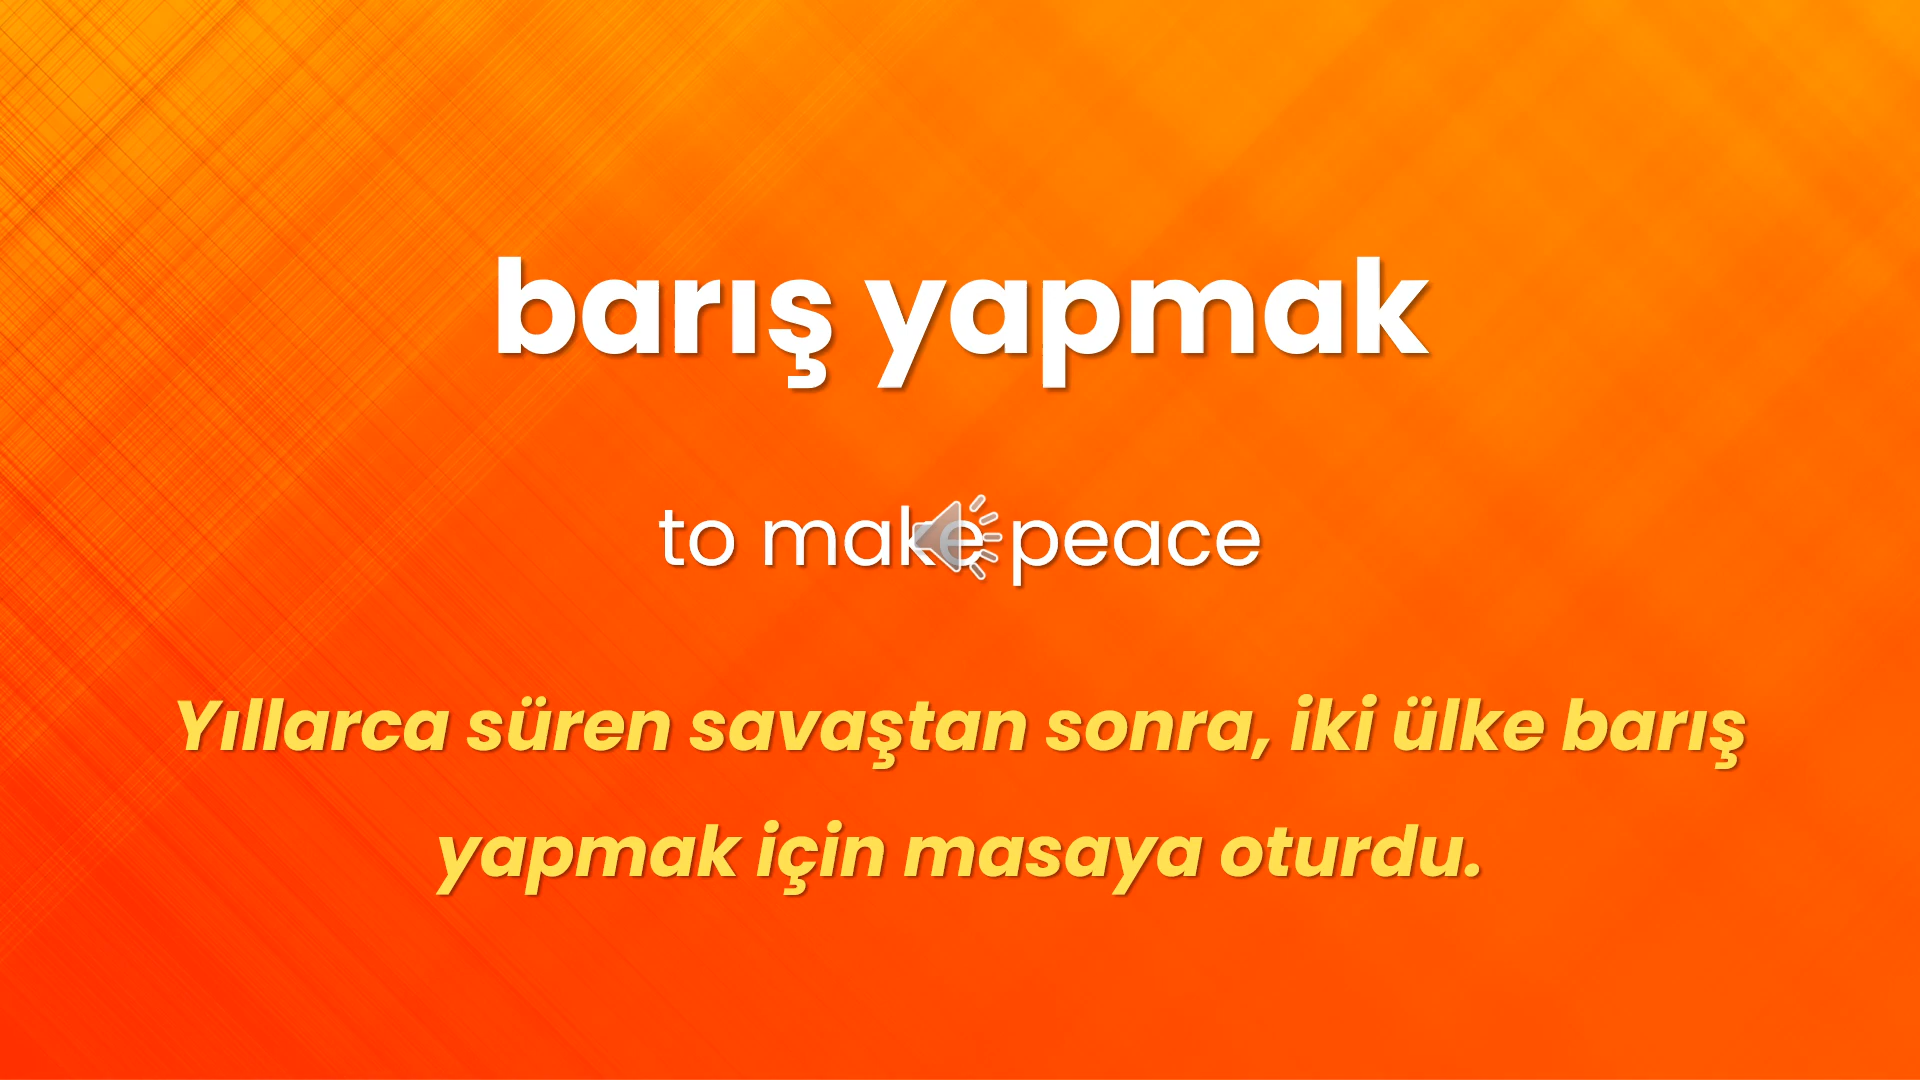 barış yapmak
to make peace
Yıllarca süren savaştan sonra, iki ülke barış
yapmak için masaya oturdu.